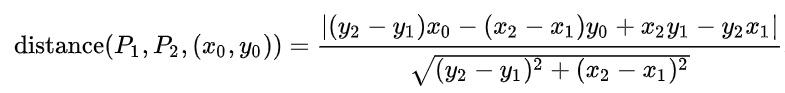 distance(P₁, P₂, (x₀, y₀)) = |(y₂ − y₁)x₀ − (x₂ − x₁)y₀ + x₂y₁ − y₂x₁| / √((y₂ − y₁)² + (x₂ − x₁)²)